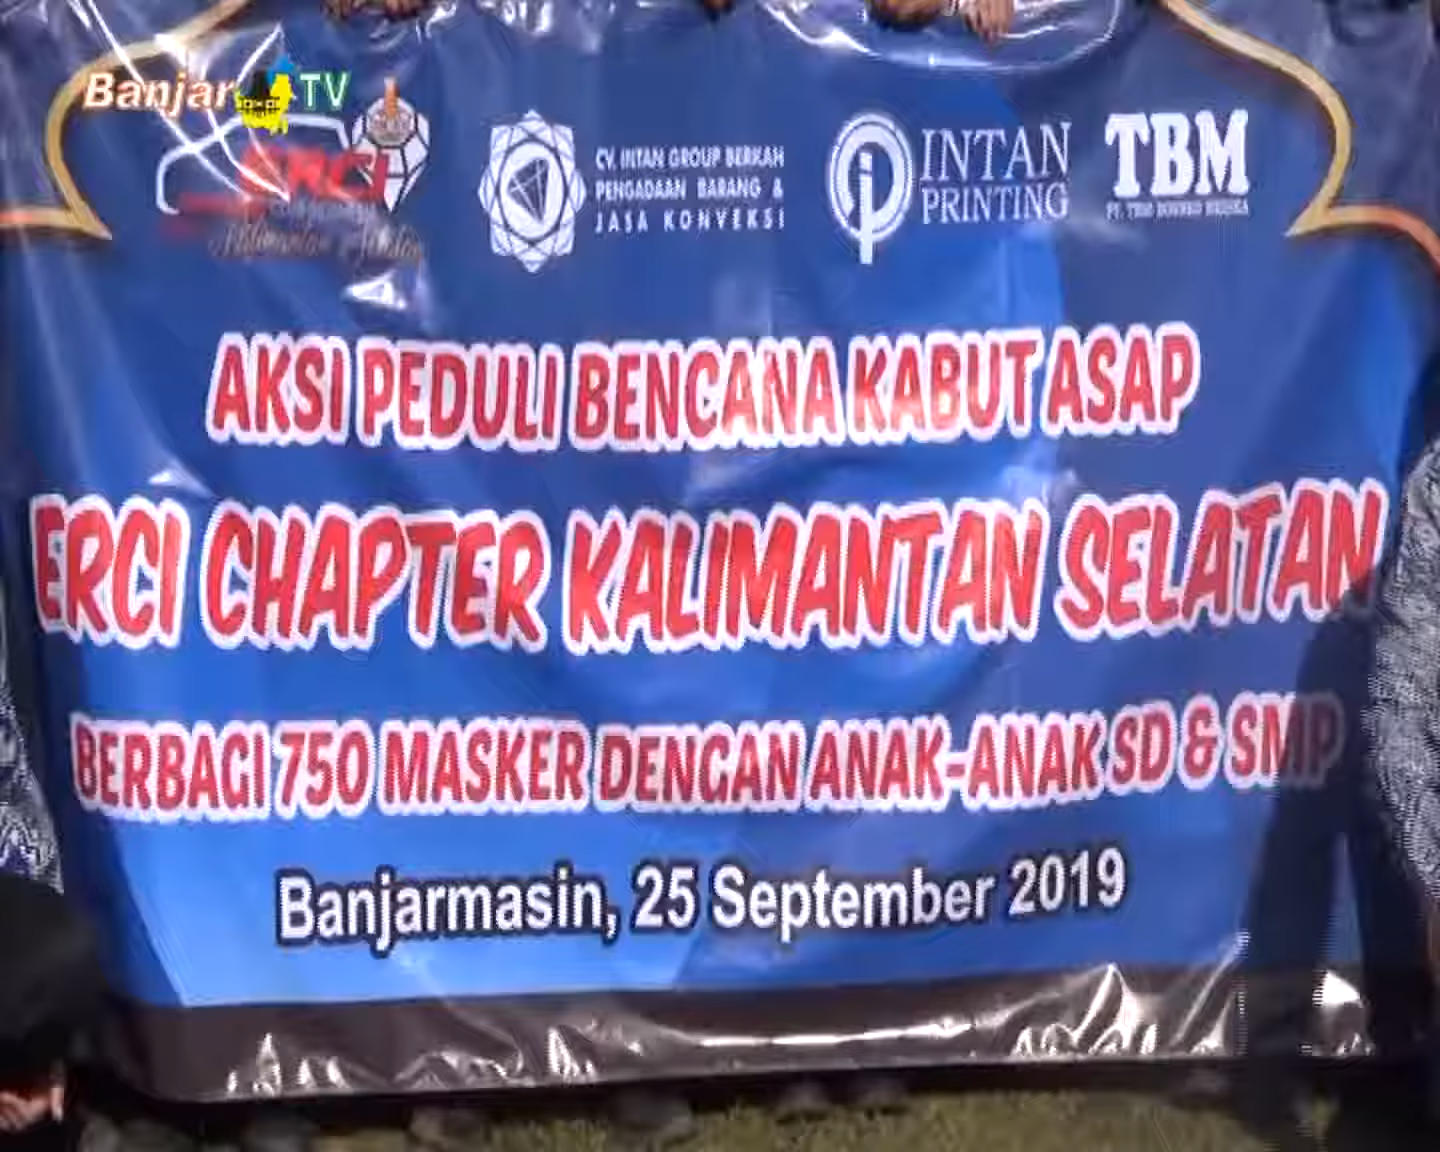 Banjar TV
ERCI
CV. INTAN GROUP BERKAH
PENGADAAN BARANG &
JASA KONVEKSI
INTAN
PRINTING
TBM
AKSI PEDULI BENCANA KABUT ASAP
ERCI CHAPTER KALIMANTAN SELATAN
BERBAGI 750 MASKER DENGAN ANAK-ANAK SD & SMP
Banjarmasin, 25 September 2019